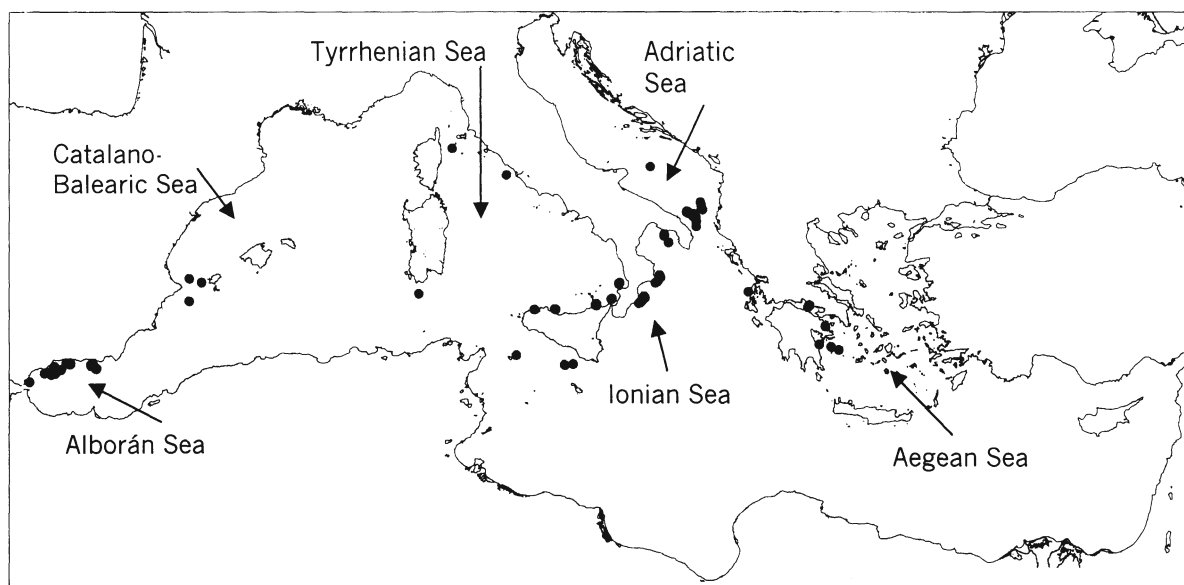 Tyrrhenian Sea
Adriatic
Sea
Catalano-
Balearic Sea
Ionian Sea
Alborán Sea
Aegean Sea